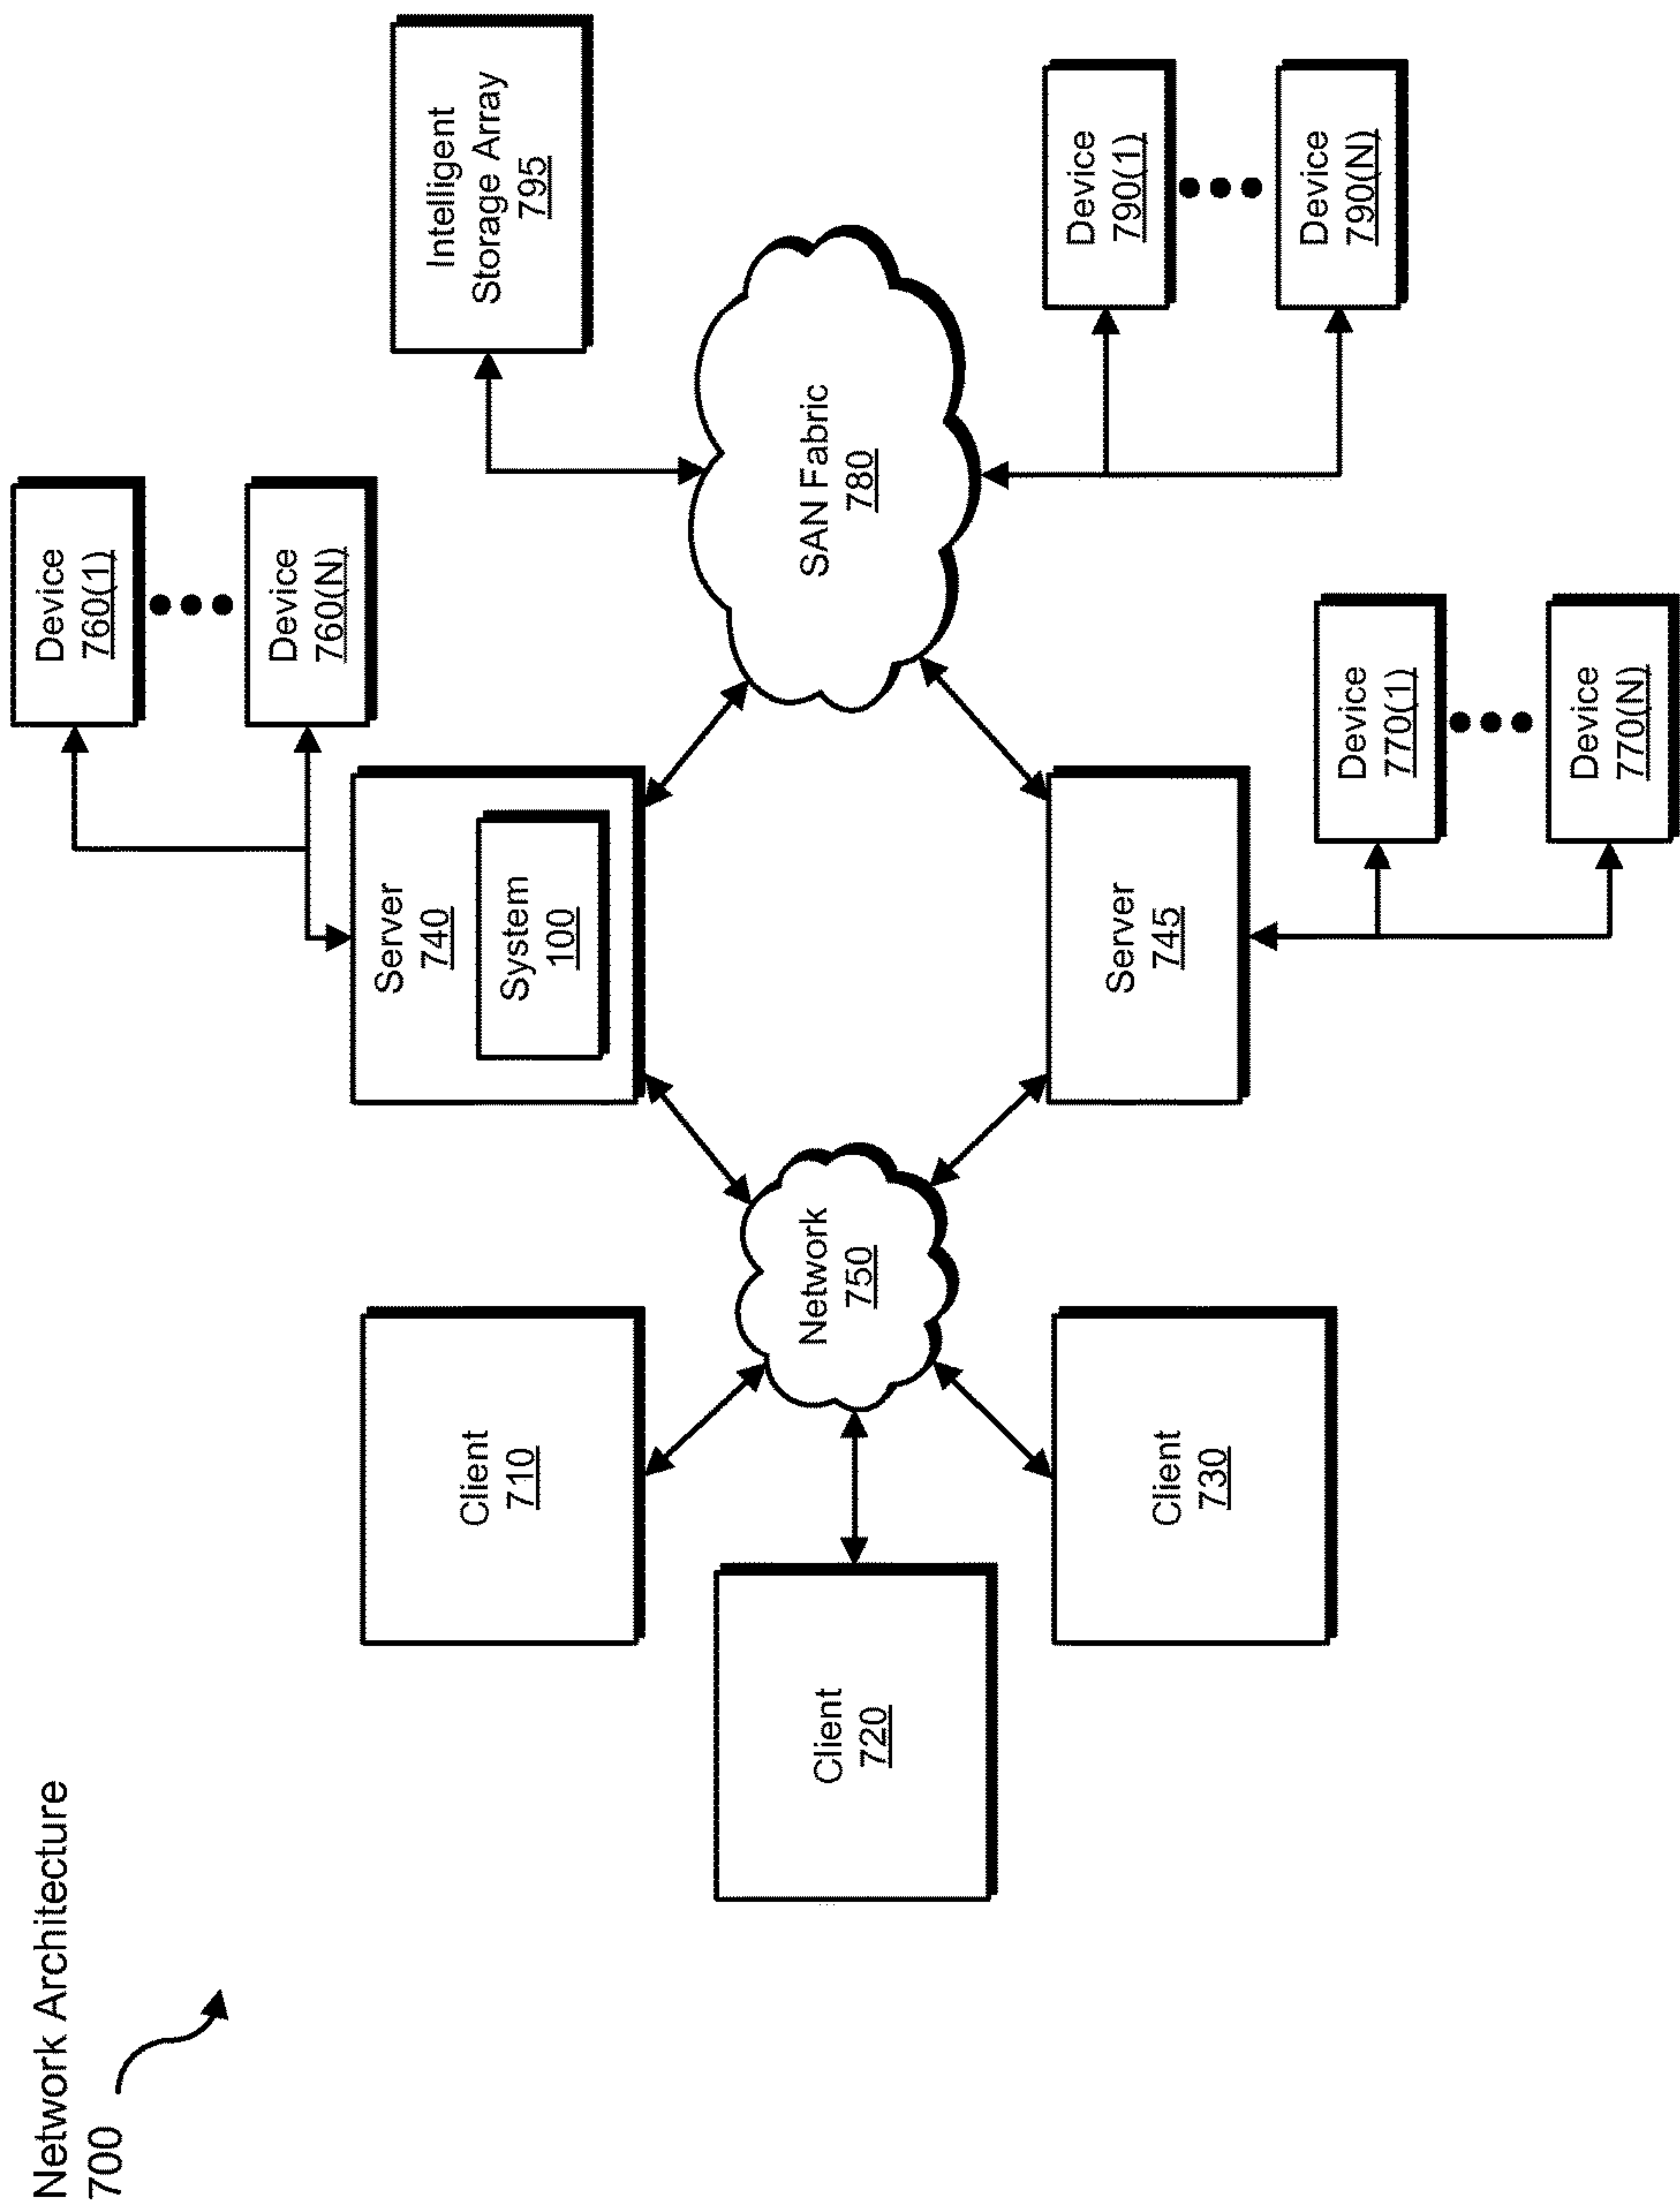 Network Architecture
700
Device
760(1)
Device
760(N)
Intelligent
Storage Array
795
Server
740
System
100
Client
710
Client
720
Network
750
SAN Fabric
780
Device
790(1)
Device
790(N)
Client
730
Server
745
Device
770(1)
Device
770(N)